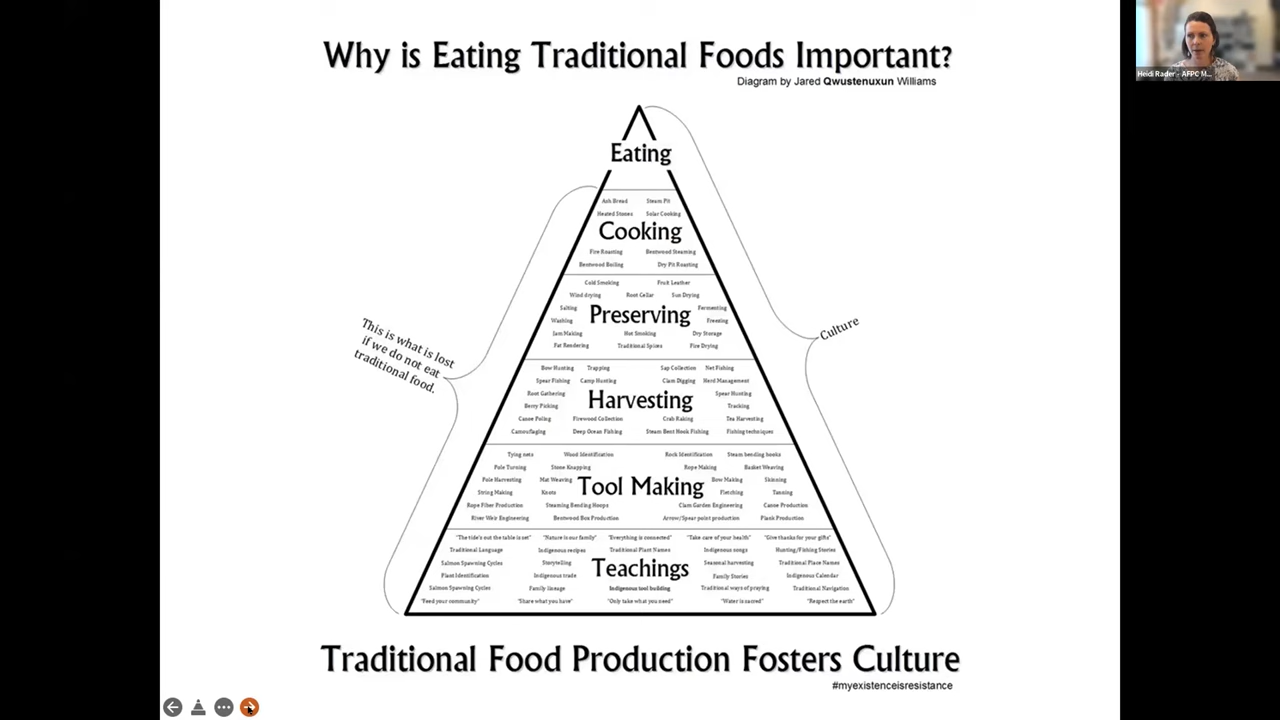 Why is Eating Traditional Foods Important?
Diagram by Jared Qwustenuxun Williams
Heidi Rader - AFPC M...
Eating
Ash Bread Steam Pit
Heated Stones Solar Cooking
Cooking
Fire Roasting Bentwood Steaming
Bentwood Boiling Dry Pit Roasting
Cold Smoking Fruit Leather
Wind drying Root Cellar Sun Drying
Salting Fermenting
Preserving
Washing Freezing
Jam Making Hot Smoking Dry Storage
Fat Rendering Traditional Spices Fire Drying
Bow Hunting Trapping Sap Collection Net Fishing
Spear Fishing Camp Hunting Clam Digging Herd Management
Root Gathering Spear Hunting
Harvesting
Berry Picking Tracking
Canoe Poling Firewood Collection Crab Raking Tea Harvesting
Camouflaging Deep Ocean Fishing Steam Bent Hook Fishing Fishing techniques
Tying nets Wood Identification Rock Identification Steam bending hooks
Pole Turning Stone Knapping Rope Making Basket Weaving
Pole Harvesting Mat Weaving Bow Making Skinning
Tool Making
String Making Knots Fletching Tanning
Rope Fiber Production Steaming Bending Hoops Clam Garden Engineering Canoe Production
River Weir Engineering Bentwood Box Production Arrow/Spear point production Plank Production
"The tide's out the table is set" "Nature is our family" "Everything is connected" "Take care of your health" "Give thanks for your gifts"
Traditional Language Indigenous recipes Traditional Plant Names Indigenous songs Hunting/Fishing Stories
Salmon Spawning Cycles Storytelling Seasonal harvesting Traditional Place Names
Teachings
Plant Identification Indigenous trade Family Stories Indigenous Calendar
Salmon Spawning Cycles Family lineage Indigenous tool building Traditional ways of praying Traditional Navigation
"Feed your community" "Share what you have" "Only take what you need" "Water is sacred" "Respect the earth"
This is what is lost
if we do not eat
traditional food.
Culture
Traditional Food Production Fosters Culture
#myexistenceisresistance